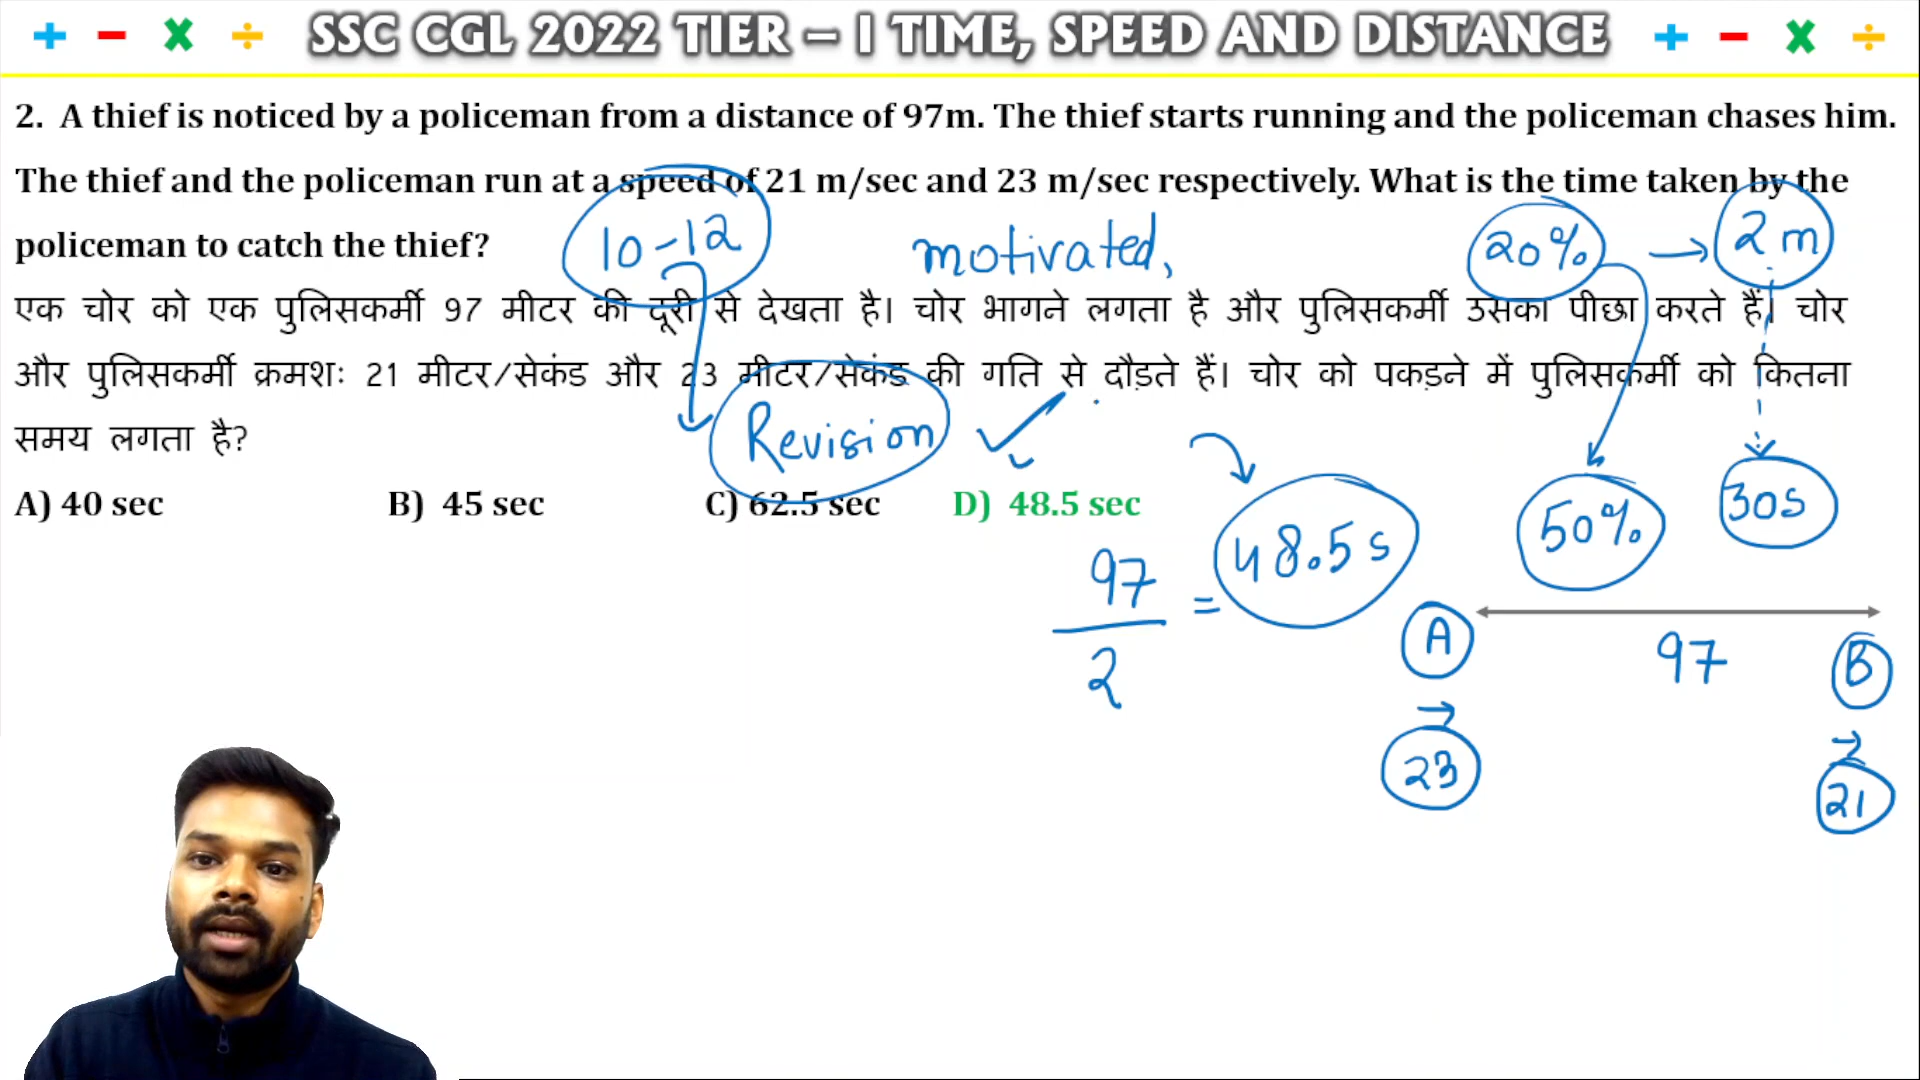 + − × ÷ SSC CGL 2022 TIER – I TIME, SPEED AND DISTANCE + − × ÷
2. A thief is noticed by a policeman from a distance of 97m. The thief starts running and the policeman chases him.
The thief and the policeman run at a speed of 21 m/sec and 23 m/sec respectively. What is the time taken by the
policeman to catch the thief?
10-12 motivated, 20% → 2m
एक चोर को एक पुलिसकर्मी 97 मीटर की दूरी से देखता है। चोर भागने लगता है और पुलिसकर्मी उसका पीछा करते हैं। चोर
और पुलिसकर्मी क्रमशः 21 मीटर/सेकंड और 23 मीटर/सेकंड की गति से दौड़ते हैं। चोर को पकड़ने में पुलिसकर्मी को कितना
समय लगता है?
Revision
A) 40 sec B) 45 sec C) 62.5 sec D) 48.5 sec
50% 30s
97/2 = 48.5 s
A 97 B
23 21